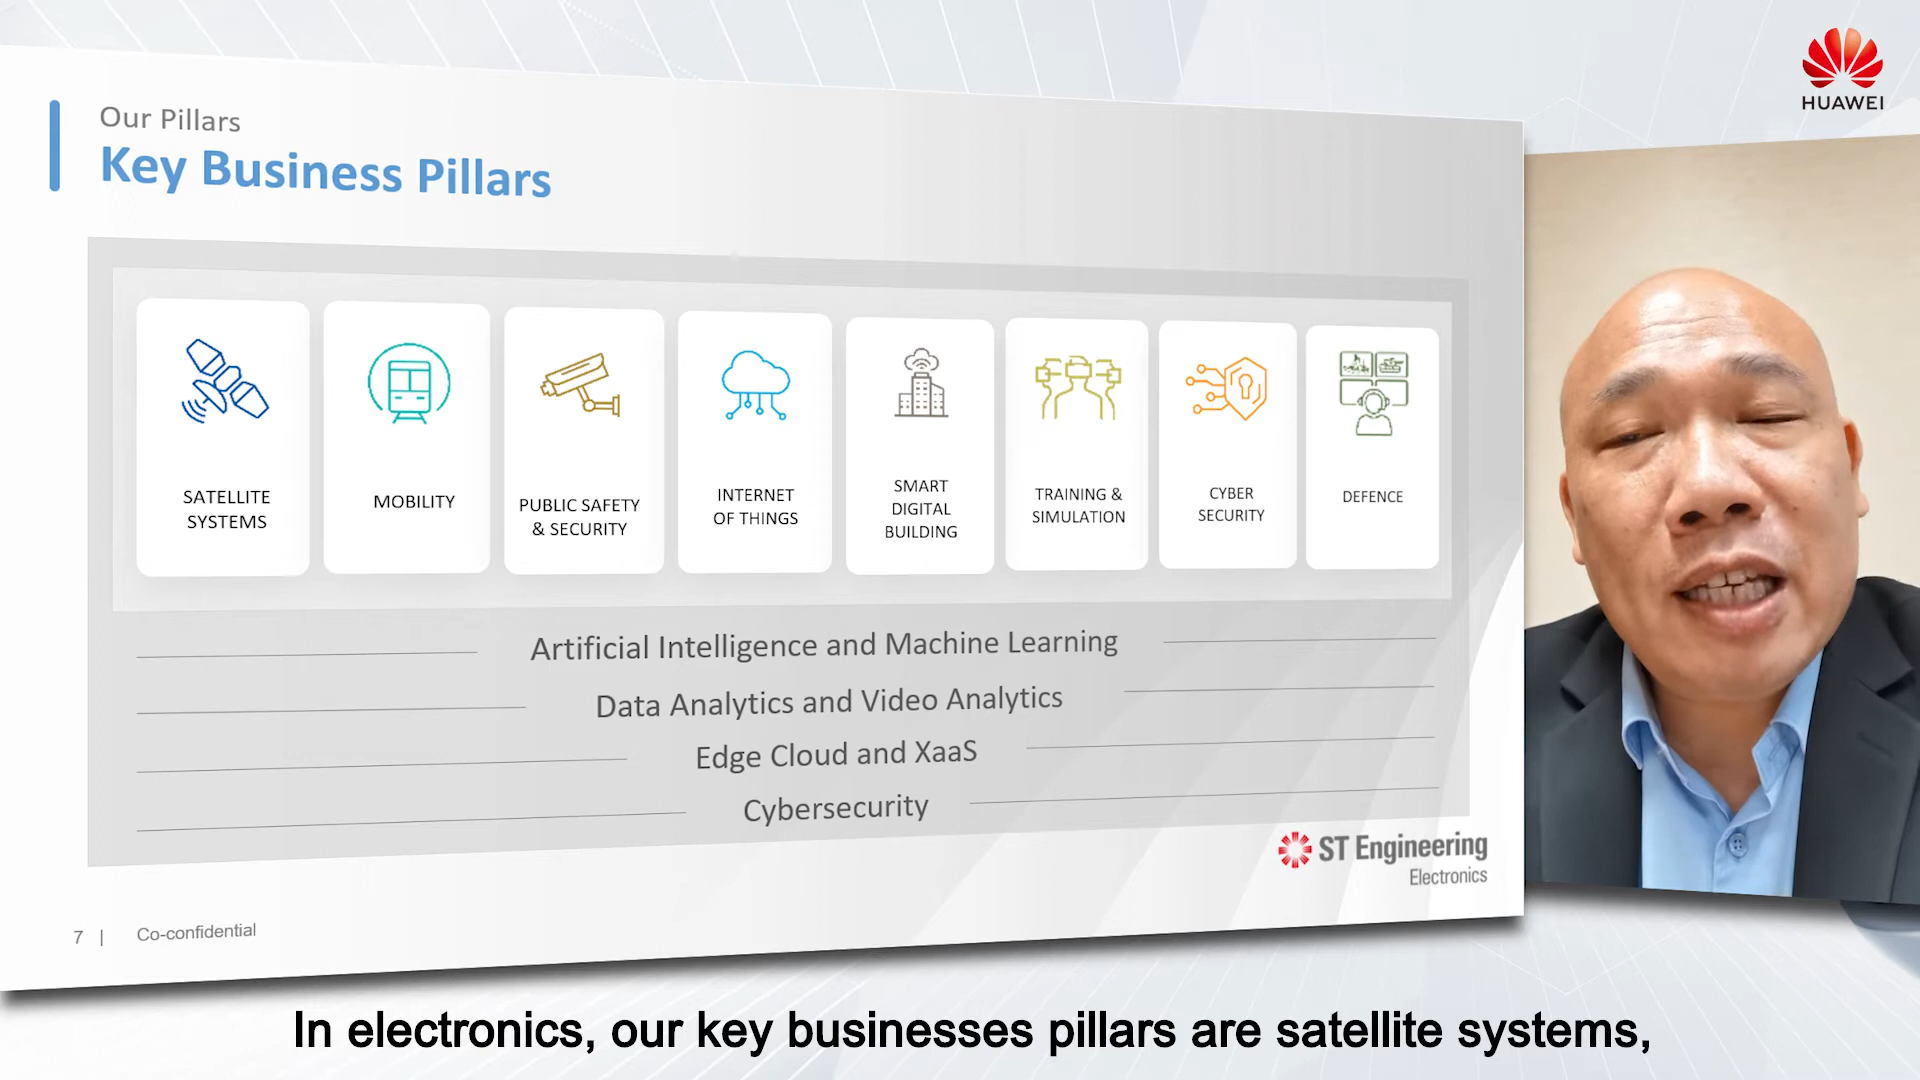 HUAWEI
Our Pillars
Key Business Pillars
SATELLITE
SYSTEMS
MOBILITY
PUBLIC SAFETY
& SECURITY
INTERNET
OF THINGS
SMART
DIGITAL
BUILDING
TRAINING &
SIMULATION
CYBER
SECURITY
DEFENCE
Artificial Intelligence and Machine Learning
Data Analytics and Video Analytics
Edge Cloud and XaaS
Cybersecurity
ST Engineering
Electronics
7 | Co-confidential
In electronics, our key businesses pillars are satellite systems,